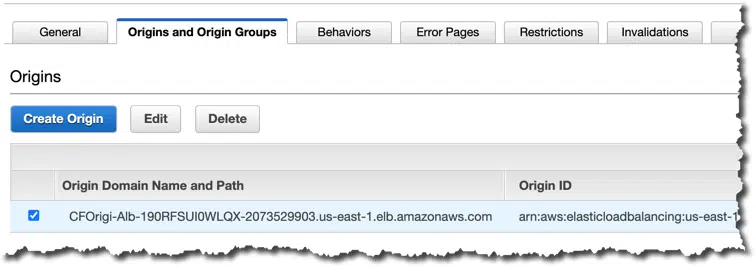 General
Origins and Origin Groups
Behaviors
Error Pages
Restrictions
Invalidations
Origins
Create Origin
Edit
Delete
Origin Domain Name and Path
Origin ID
CFOrigi-Alb-190RFSUI0WLQX-2073529903.us-east-1.elb.amazonaws.com
arn:aws:elasticloadbalancing:us-east-1